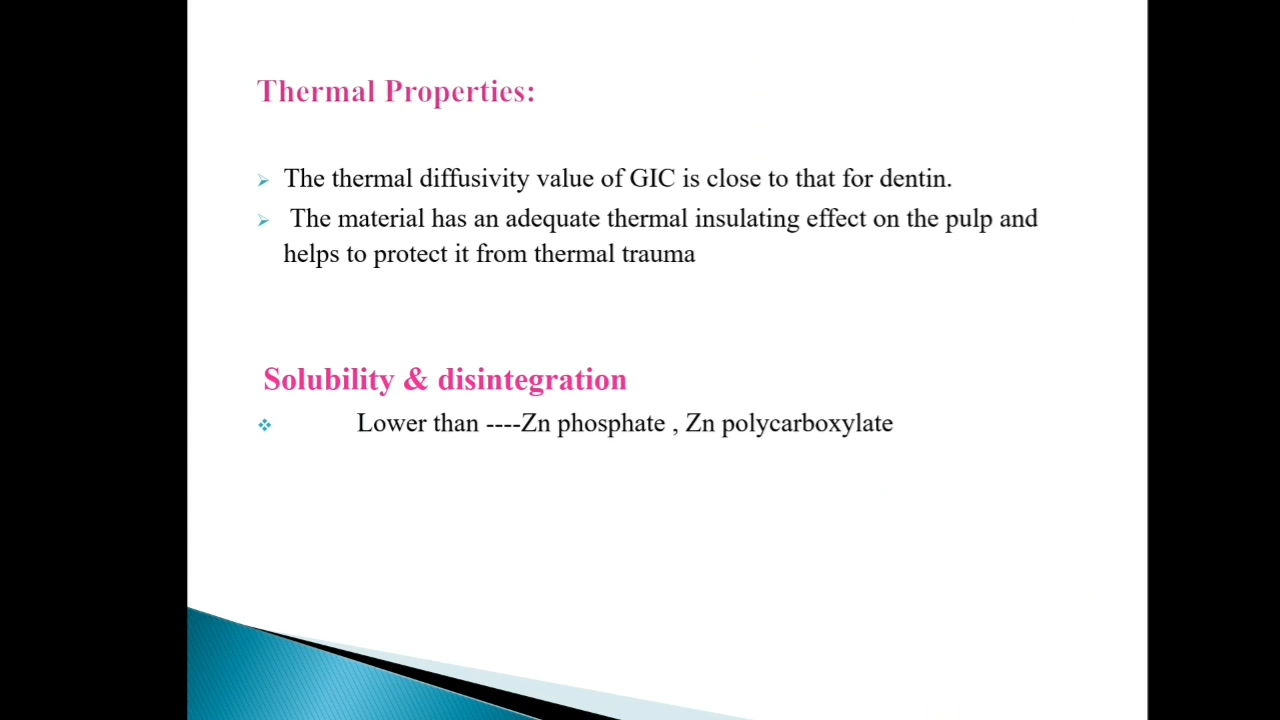 Thermal Properties:
The thermal diffusivity value of GIC is close to that for dentin.
The material has an adequate thermal insulating effect on the pulp and
helps to protect it from thermal trauma
Solubility & disintegration
Lower than ----Zn phosphate , Zn polycarboxylate